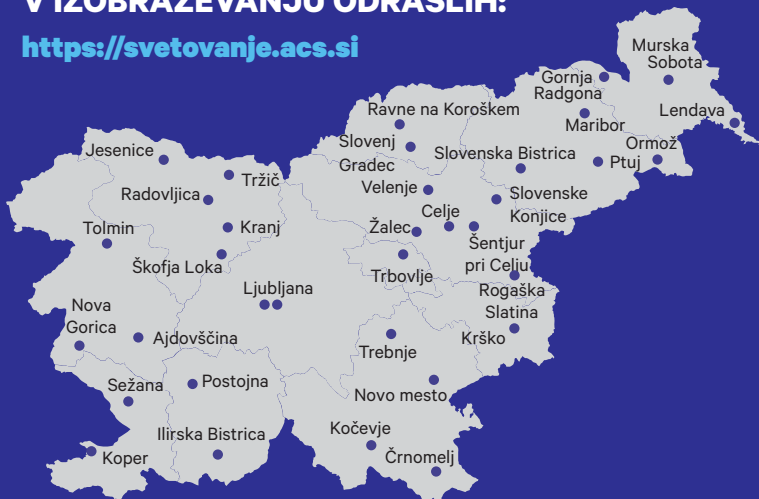 V IZOBRAŽEVANJU ODRASLIH:
https://svetovanje.acs.si
Murska
Sobota
Gornja
Radgona
Lendava
Ravne na Koroškem
Maribor
Ormož
Slovenj
Gradec
Slovenska Bistrica
Ptuj
Jesenice
Tržič
Velenje
Slovenske
Konjice
Radovljica
Celje
Tolmin
Kranj
Žalec
Šentjur
pri Celju
Škofja Loka
Trbovlje
Rogaška
Slatina
Ljubljana
Nova
Gorica
Ajdovščina
Krško
Trebnje
Sežana
Postojna
Novo mesto
Ilirska Bistrica
Kočevje
Koper
Črnomelj